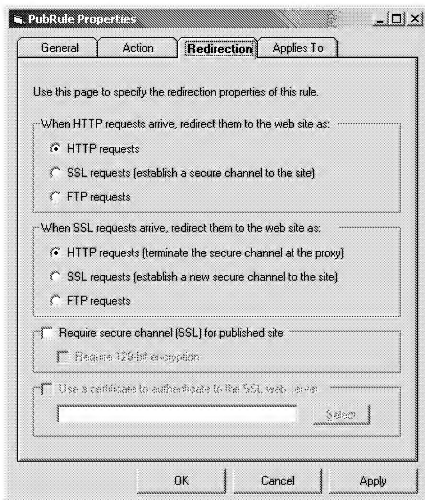 PubRule Properties
General
Action
Redirection
Applies To
Use this page to specify the redirection properties of this rule.
When HTTP requests arrive, redirect them to the web site as:
HTTP requests
SSL requests (establish a secure channel to the site)
FTP requests
When SSL requests arrive, redirect them to the web site as:
HTTP requests (terminate the secure channel at the proxy)
SSL requests (establish a new secure channel to the site)
FTP requests
Require secure channel (SSL) for published site
Require 128-bit encryption
Use a certificate to authenticate to the SSL web server
Select
OK
Cancel
Apply